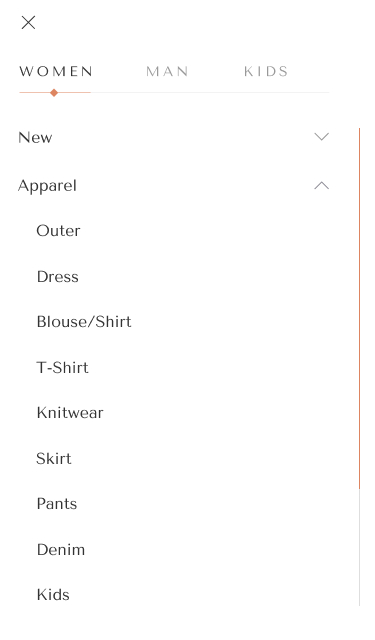 WOMEN MAN KIDS
New
Apparel
Outer
Dress
Blouse/Shirt
T-Shirt
Knitwear
Skirt
Pants
Denim
Kids